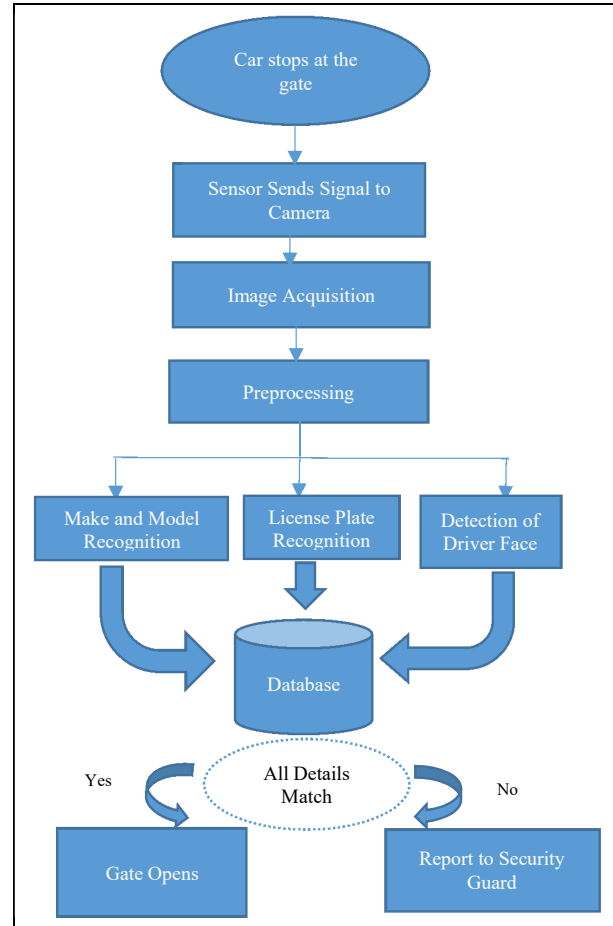 Car stops at the
gate
Sensor Sends Signal to
Camera
Image Acquisition
Preprocessing
Make and Model
Recognition
License Plate
Recognition
Detection of
Driver Face
Database
All Details
Match
Yes
No
Gate Opens
Report to Security
Guard